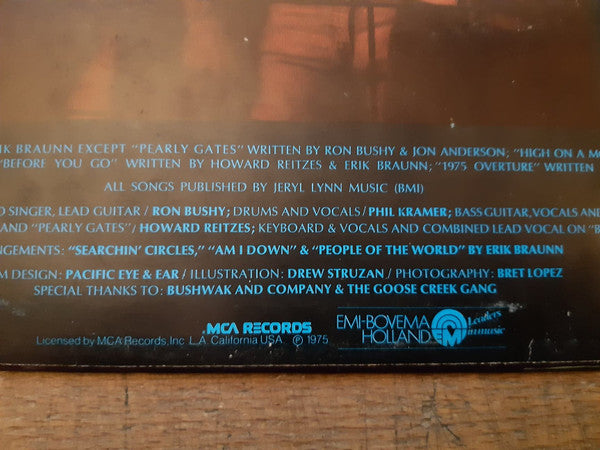 IK BRAUNN EXCEPT "PEARLY GATES" WRITTEN BY RON BUSHY & JON ANDERSON; "HIGH ON A
"BEFORE YOU GO" WRITTEN BY HOWARD REITZES & ERIK BRAUNN; "1975 OVERTURE" WRITTEN
ALL SONGS PUBLISHED BY JERYL LYNN MUSIC (BMI)
D SINGER, LEAD GUITAR / RON BUSHY; DRUMS AND VOCALS / PHIL KRAMER; BASS GUITAR, VOCALS AND
AND "PEARLY GATES" / HOWARD REITZES; KEYBOARD & VOCALS AND COMBINED LEAD VOCAL ON "B
NGEMENTS: "SEARCHIN' CIRCLES," "AM I DOWN" & "PEOPLE OF THE WORLD" BY ERIK BRAUNN
M DESIGN: PACIFIC EYE & EAR / ILLUSTRATION: DREW STRUZAN / PHOTOGRAPHY: BRET LOPEZ
SPECIAL THANKS TO: BUSHWAK AND COMPANY & THE GOOSE CREEK GANG
MCA RECORDS
Licensed by MCA Records, Inc L.A. California USA. ℗ 1975
EMI-BOVEMA
HOLLAND
EMI
Leaders
in music